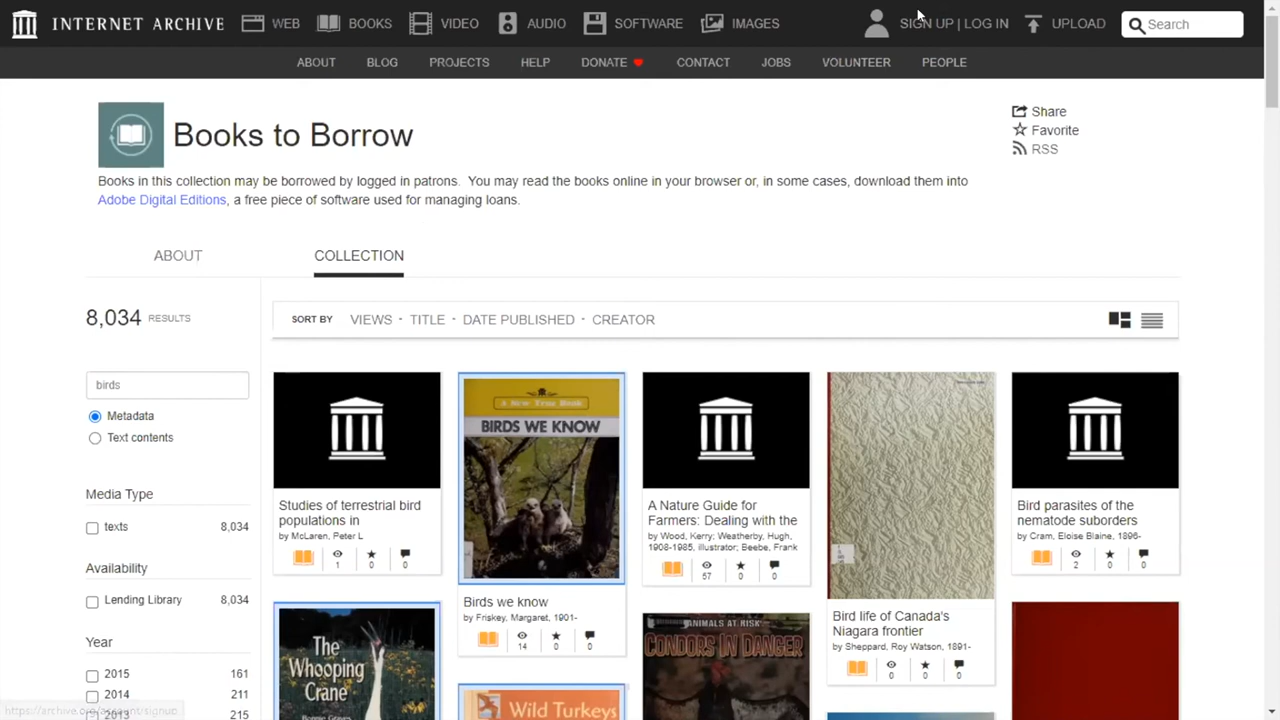 INTERNET ARCHIVE WEB BOOKS VIDEO AUDIO SOFTWARE IMAGES SIGN UP | LOG IN UPLOAD Search
ABOUT BLOG PROJECTS HELP DONATE CONTACT JOBS VOLUNTEER PEOPLE
Books to Borrow
Share
Favorite
RSS
Books in this collection may be borrowed by logged in patrons. You may read the books online in your browser or, in some cases, download them into
Adobe Digital Editions, a free piece of software used for managing loans.
ABOUT COLLECTION
8,034 RESULTS
SORT BY VIEWS · TITLE · DATE PUBLISHED · CREATOR
birds
Metadata
Text contents
Media Type
texts 8,034
Availability
Lending Library 8,034
Year
2015 161
2014 211
2013 215
Studies of terrestrial bird
populations in
by McLaren, Peter L
1 0 0
A New True Book
BIRDS WE KNOW
Birds we know
by Friskey, Margaret, 1901-
14 0 0
A Nature Guide for
Farmers: Dealing with the
by Wood, Kerry; Weatherby, Hugh,
1908-1985, illustrator; Beebe, Frank
57 0 0
Bird life of Canada's
Niagara frontier
by Sheppard, Roy Watson, 1891-
0 0 0
Bird parasites of the
nematode suborders
by Cram, Eloise Blaine, 1896-
2 0 0
The
Whooping
Crane
Bonnie Graves
Wild Turkeys
ANIMALS AT RISK
CONDORS IN DANGER
https://archive.org/account/signup